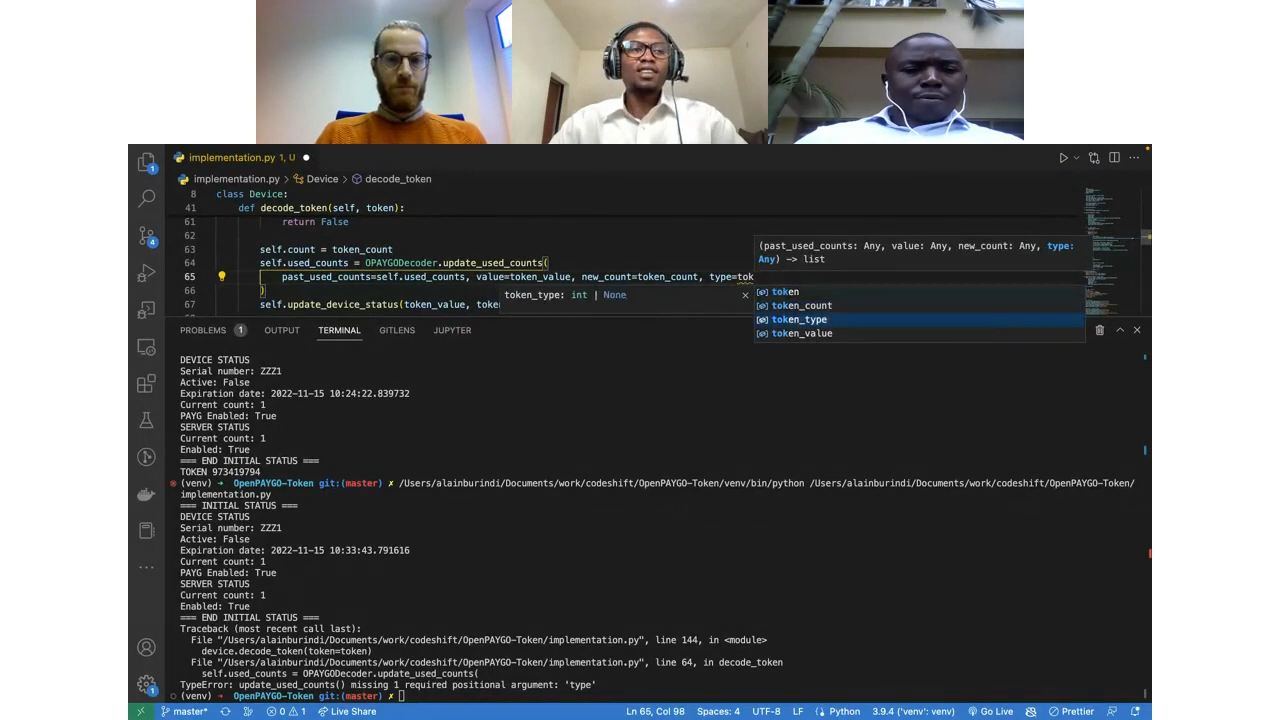 implementation.py 1, U
implementation.py > Device > decode_token
8 class Device:
41 def decode_token(self, token):
61 return False
62
63 self.count = token_count
64 self.used_counts = OPAYGODecoder.update_used_counts(
65 past_used_counts=self.used_counts, value=token_value, new_count=token_count, type=tok
66 )
67 self.update_device_status(token_value, toke
(past_used_counts: Any, value: Any, new_count: Any, type:
Any) -> list
token_type: int | None
token
token_count
token_type
token_value
PROBLEMS 1 OUTPUT TERMINAL GITLENS JUPYTER
DEVICE STATUS
Serial number: ZZZ1
Active: False
Expiration date: 2022-11-15 10:24:22.839732
Current count: 1
PAYG Enabled: True
SERVER STATUS
Current count: 1
Enabled: True
=== END INITIAL STATUS ===
TOKEN 973419794
(venv) ➜ OpenPAYGO-Token git:(master) ✗ /Users/alainburindi/Documents/work/codeshift/OpenPAYGO-Token/venv/bin/python /Users/alainburindi/Documents/work/codeshift/OpenPAYGO-Token/
implementation.py
=== INITIAL STATUS ===
DEVICE STATUS
Serial number: ZZZ1
Active: False
Expiration date: 2022-11-15 10:33:43.791616
Current count: 1
PAYG Enabled: True
SERVER STATUS
Current count: 1
Enabled: True
=== END INITIAL STATUS ===
Traceback (most recent call last):
File "/Users/alainburindi/Documents/work/codeshift/OpenPAYGO-Token/implementation.py", line 144, in <module>
device.decode_token(token=token)
File "/Users/alainburindi/Documents/work/codeshift/OpenPAYGO-Token/implementation.py", line 64, in decode_token
self.used_counts = OPAYGODecoder.update_used_counts(
TypeError: update_used_counts() missing 1 required positional argument: 'type'
(venv) ➜ OpenPAYGO-Token git:(master) ✗
1
4
1
master* 0 1 Live Share Ln 65, Col 98 Spaces: 4 UTF-8 LF Python 3.9.4 ('venv': venv) Go Live Prettier